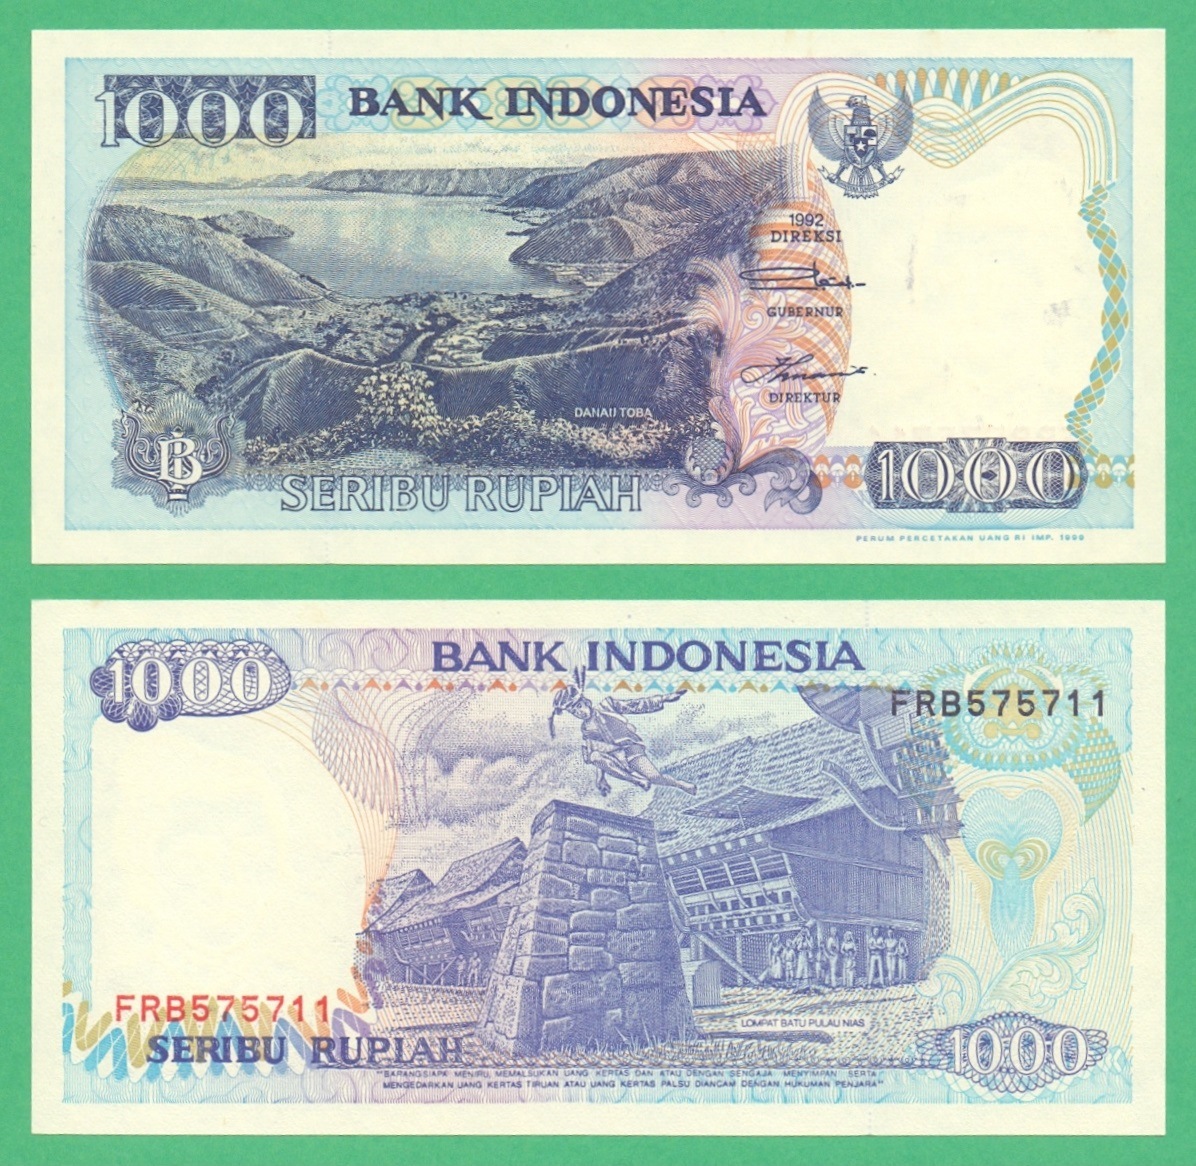 1000 BANK INDONESIA
1992
DIREKSI
GUBERNUR
DIREKTUR
DANAU TOBA
BI
SERIBU RUPIAH
1000
PERUM PERCETAKAN UANG RI IMP. 1999
1000
BANK INDONESIA
FRB575711
FRB575711
LOMPAT BATU PULAU NIAS
SERIBU RUPIAH
1000
"BARANGSIAPA MENIRU, MEMALSUKAN UANG KERTAS DAN ATAU DENGAN SENGAJA MENYIMPAN SERTA
MENGEDARKAN UANG KERTAS TIRUAN ATAU UANG KERTAS PALSU DIANCAM DENGAN HUKUMAN PENJARA"